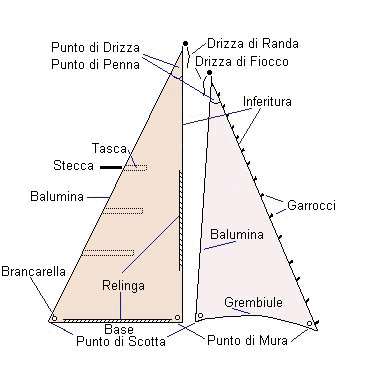 Punto di Drizza
Drizza di Randa
Punto di Penna
Drizza di Fiocco
Inferitura
Tasca
Stecca
Balumina
Garrocci
Balumina
Brancarella
Relinga
Grembiule
Base
Punto di Scotta
Punto di Mura